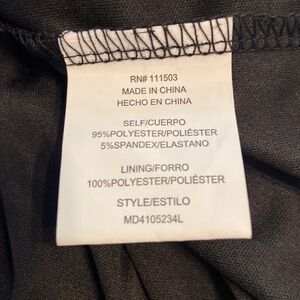 RN# 111503
MADE IN CHINA
HECHO EN CHINA
SELF/CUERPO
95%POLYESTER/POLIÉSTER
5%SPANDEX/ELASTANO
LINING/FORRO
100%POLYESTER/POLIÉSTER
STYLE/ESTILO
MD4105234L